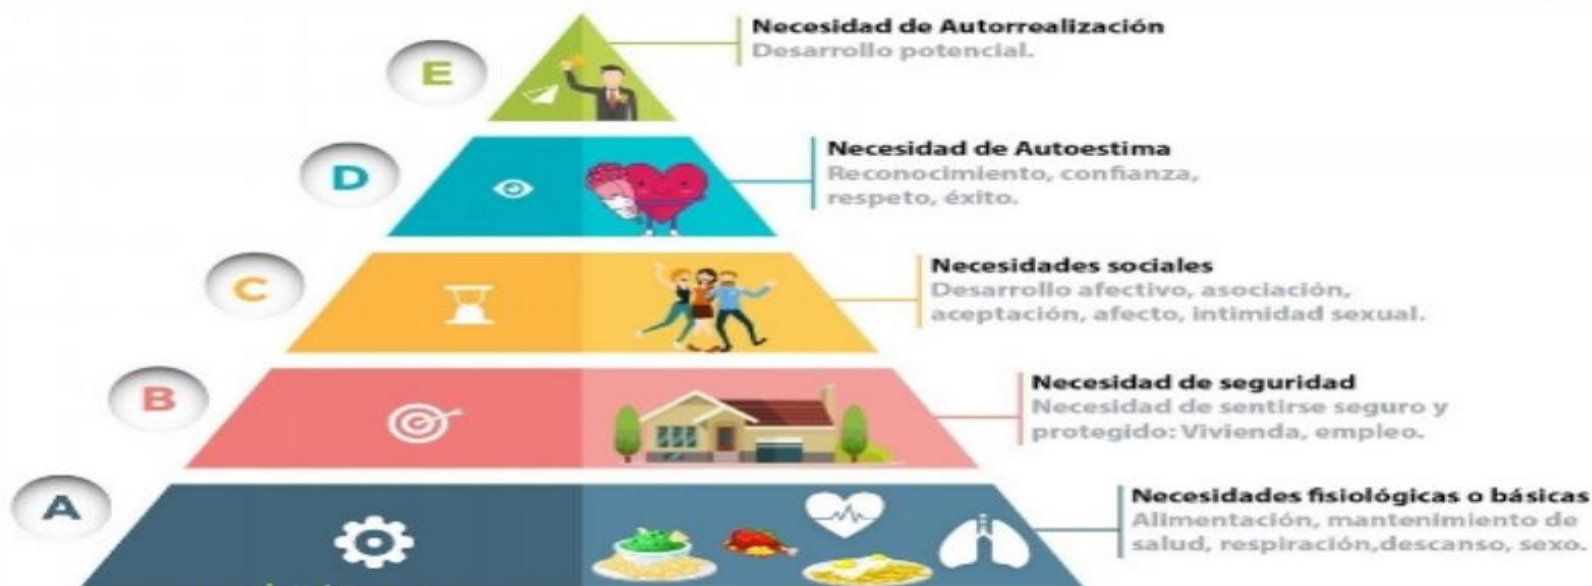 E
Necesidad de Autorrealización
Desarrollo potencial.
D
Necesidad de Autoestima
Reconocimiento, confianza,
respeto, éxito.
C
Necesidades sociales
Desarrollo afectivo, asociación,
aceptación, afecto, intimidad sexual.
B
Necesidad de seguridad
Necesidad de sentirse seguro y
protegido: Vivienda, empleo.
A
Necesidades fisiológicas o básicas
Alimentación, mantenimiento de
salud, respiración,descanso, sexo.